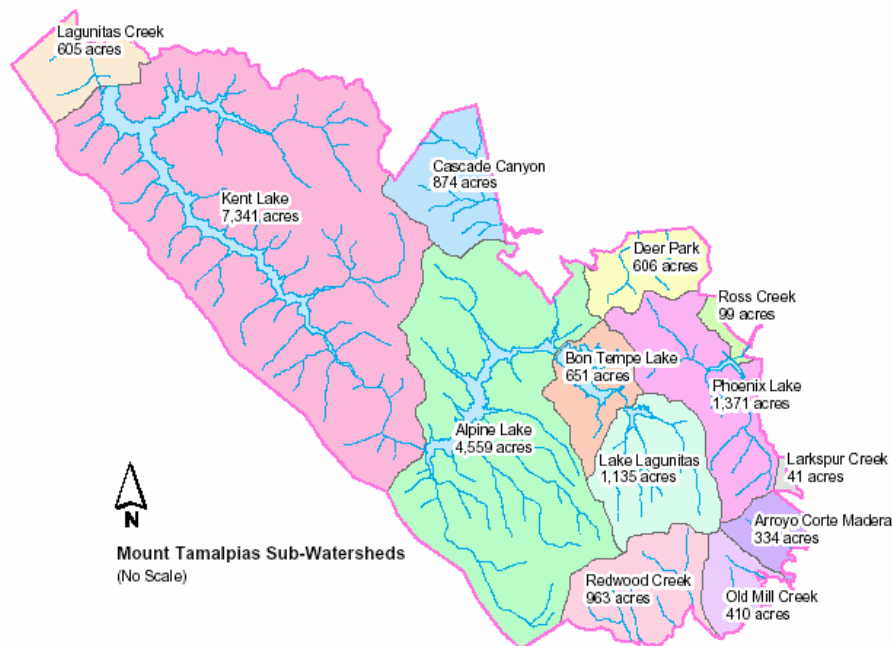 Lagunitas Creek
605 acres
Cascade Canyon
874 acres
Kent Lake
7,341 acres
Deer Park
606 acres
Ross Creek
99 acres
Bon Tempe Lake
651 acres
Phoenix Lake
1,371 acres
Alpine Lake
4,559 acres
Lake Lagunitas
1,135 acres
Larkspur Creek
41 acres
Arroyo Corte Madera
334 acres
Redwood Creek
963 acres
Old Mill Creek
410 acres
N
Mount Tamalpias Sub-Watersheds
(No Scale)